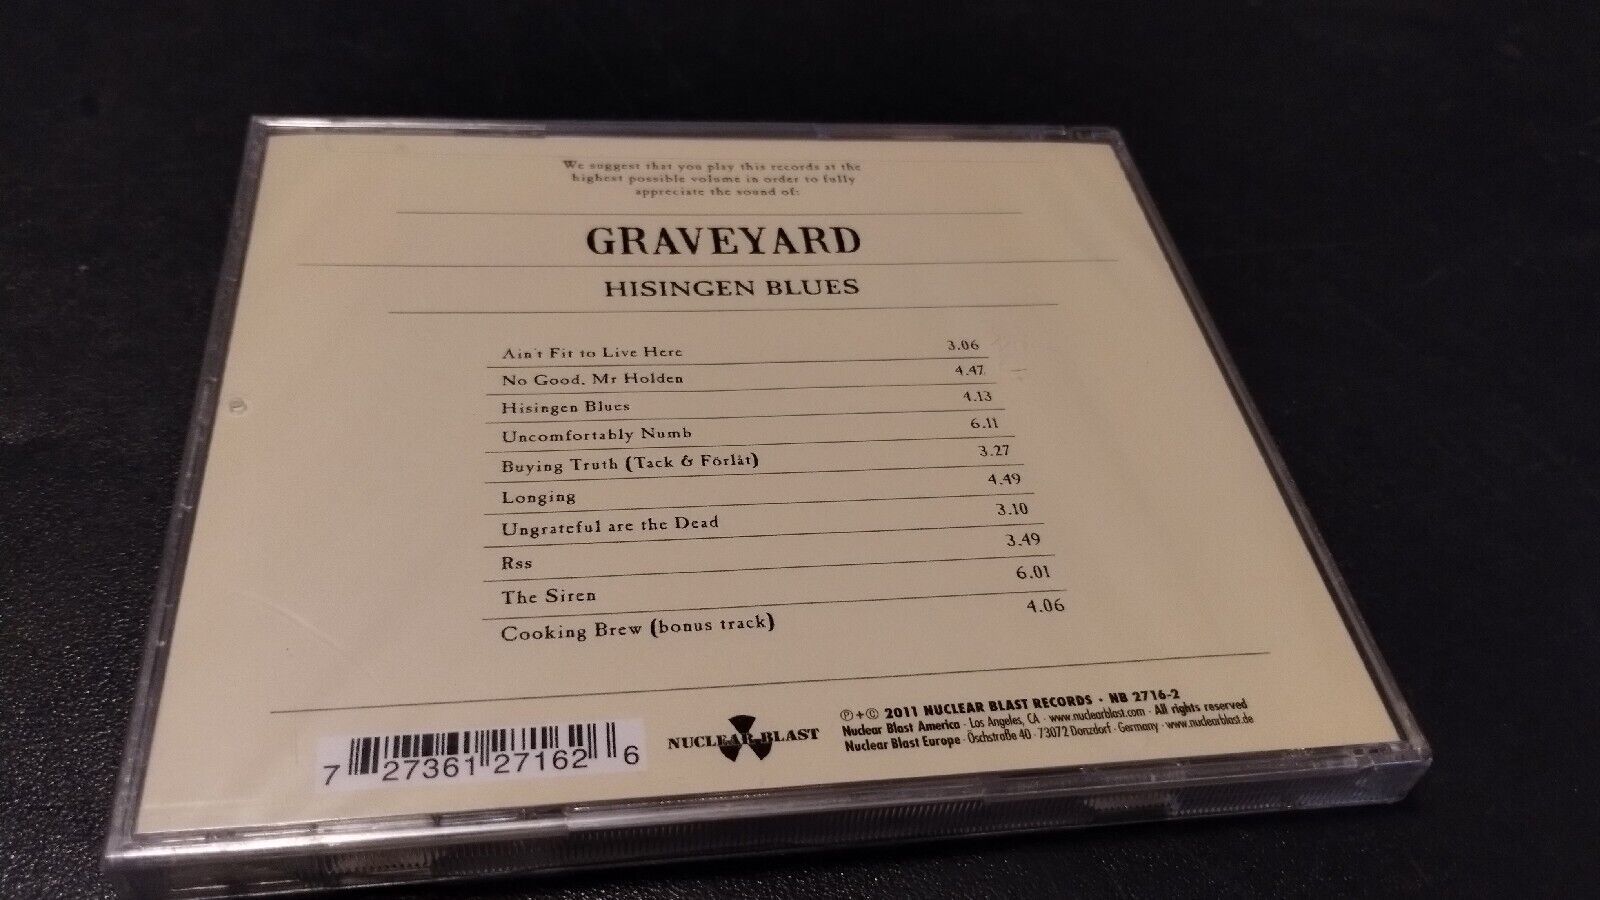 We suggest that you play this records at the
highest possible volume in order to fully
appreciate the sound of:
GRAVEYARD
HISINGEN BLUES
Ain't Fit to Live Here 3.06
No Good, Mr Holden 4.47
Hisingen Blues 4.13
Uncomfortably Numb 6.11
Buying Truth (Tack & Förlåt) 3.27
Longing 4.49
Ungrateful are the Dead 3.10
Rss 3.49
The Siren 6.01
Cooking Brew (bonus track) 4.06
7 27361 27162 6
NUCLEAR BLAST
℗+© 2011 NUCLEAR BLAST RECORDS · NB 2716-2
Nuclear Blast America · Los Angeles, CA · www.nuclearblast.com · All rights reserved
Nuclear Blast Europe · Öschstraße 40 · 73072 Donzdorf · Germany · www.nuclearblast.de